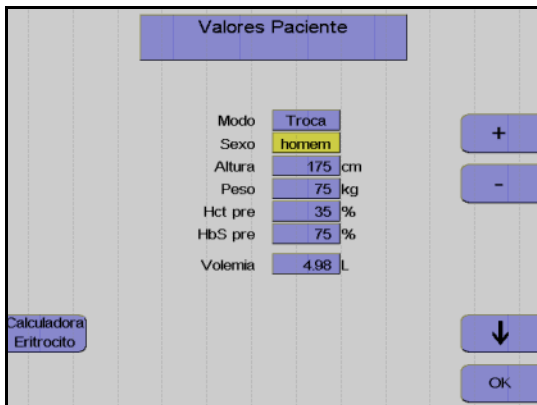 Valores Paciente
Modo Troca
Sexo homem
Altura 175 cm
Peso 75 kg
Hct pre 35 %
HbS pre 75 %
Volemia 4.98 L
+
-
Calculadora
Eritrocito
↓
OK